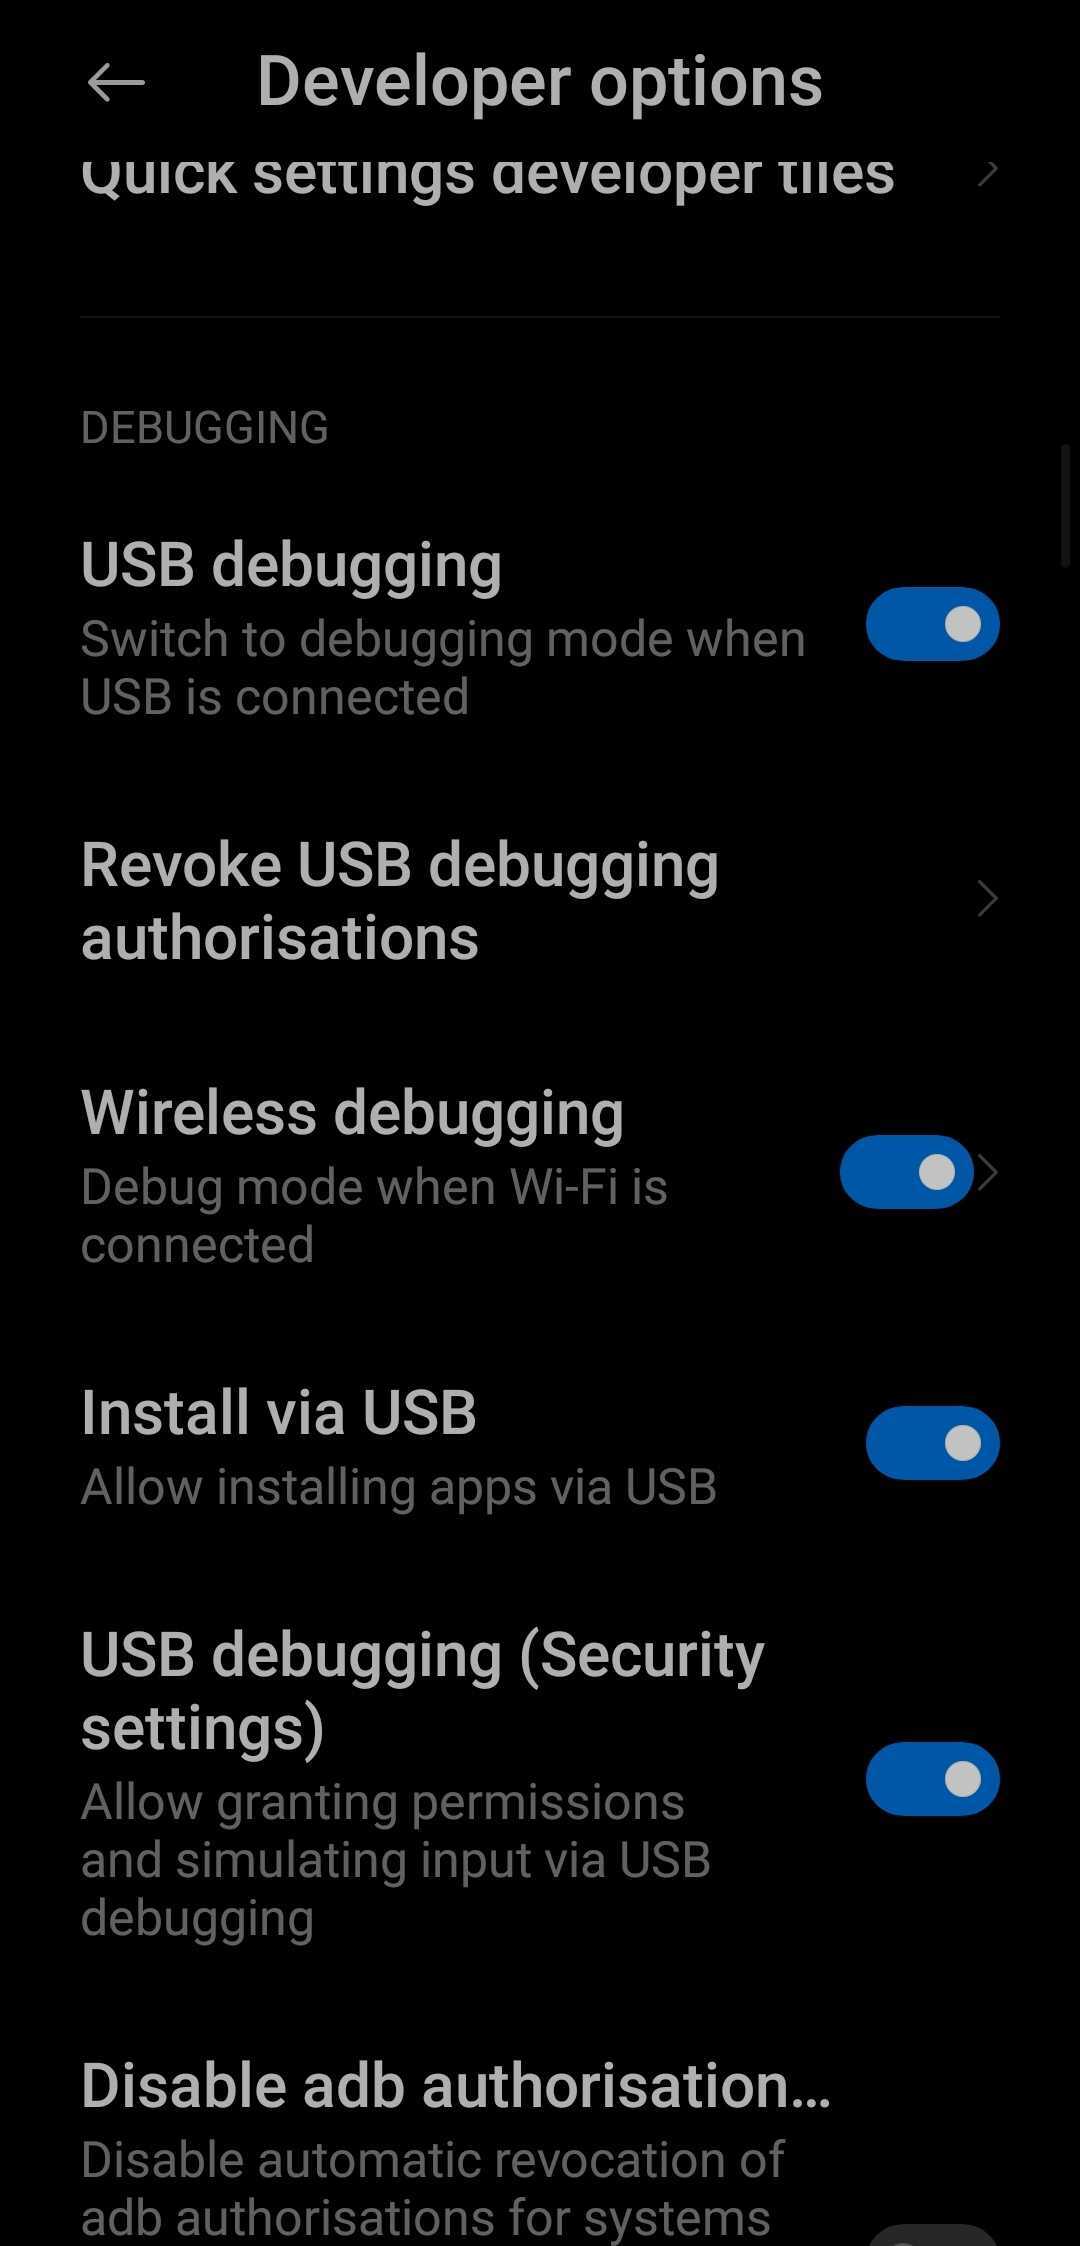 Developer options
Quick settings developer tiles
DEBUGGING
USB debugging
Switch to debugging mode when
USB is connected
Revoke USB debugging
authorisations
Wireless debugging
Debug mode when Wi-Fi is
connected
Install via USB
Allow installing apps via USB
USB debugging (Security
settings)
Allow granting permissions
and simulating input via USB
debugging
Disable adb authorisation…
Disable automatic revocation of
adb authorisations for systems